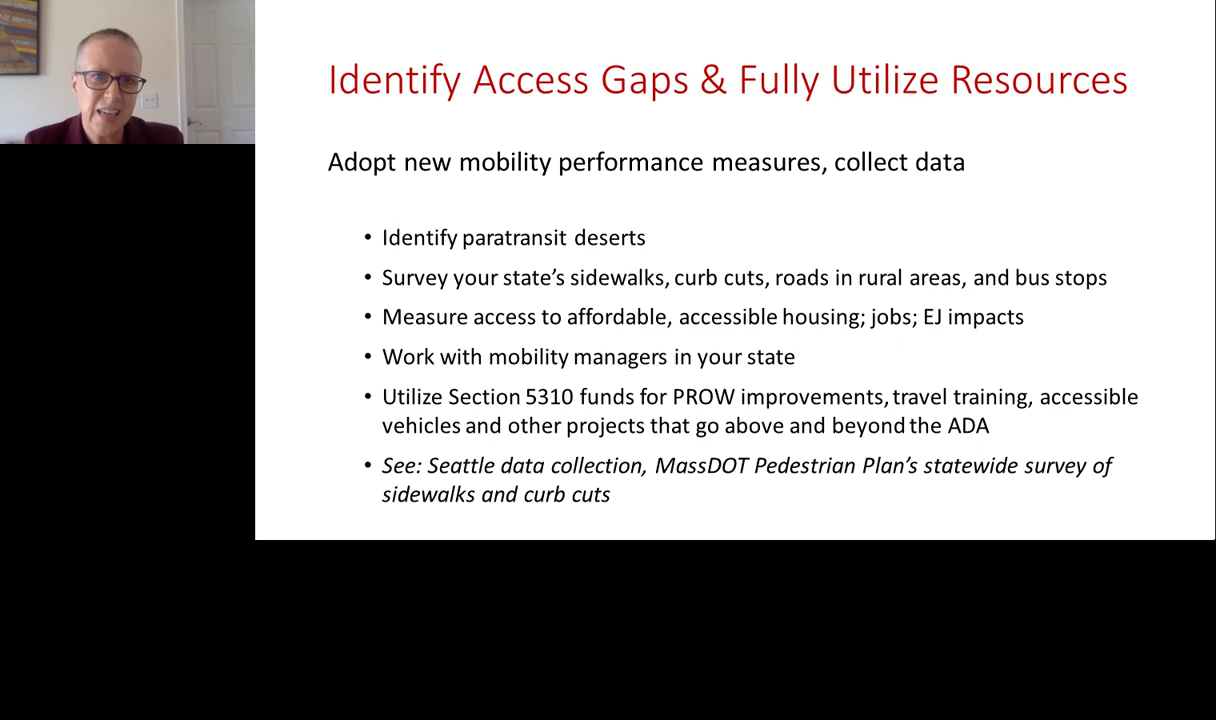 Identify Access Gaps & Fully Utilize Resources
Adopt new mobility performance measures, collect data
• Identify paratransit deserts
• Survey your state’s sidewalks, curb cuts, roads in rural areas, and bus stops
• Measure access to affordable, accessible housing; jobs; EJ impacts
• Work with mobility managers in your state
• Utilize Section 5310 funds for PROW improvements, travel training, accessible
vehicles and other projects that go above and beyond the ADA
• See: Seattle data collection, MassDOT Pedestrian Plan’s statewide survey of
sidewalks and curb cuts